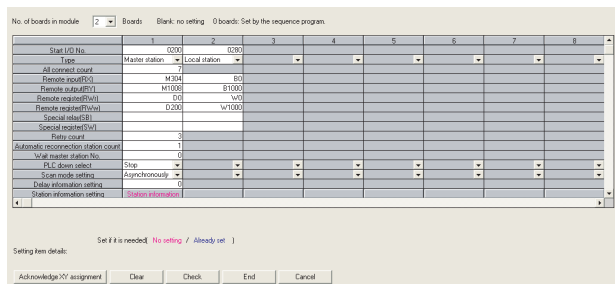 No. of boards in module 2 Boards Blank: no setting 0 boards: Set by the sequence program.
1 2 3 4 5 6 7 8
Start I/O No. 0200 0280
Type Master station Local station
All connect count 7
Remote input(RX) M304 B0
Remote output(RY) M1008 B1000
Remote register(RWr) D0 W0
Remote register(RWw) D200 W1000
Special relay(SB)
Special register(SW)
Retry count 3
Automatic reconnection station count 1
Wait master station No. 0
PLC down select Stop
Scan mode setting Asynchronously
Delay information setting 0
Station information setting Station information
Set if it is needed( No setting / Already set )
Setting item details:
Acknowledge XY assignment Clear Check End Cancel